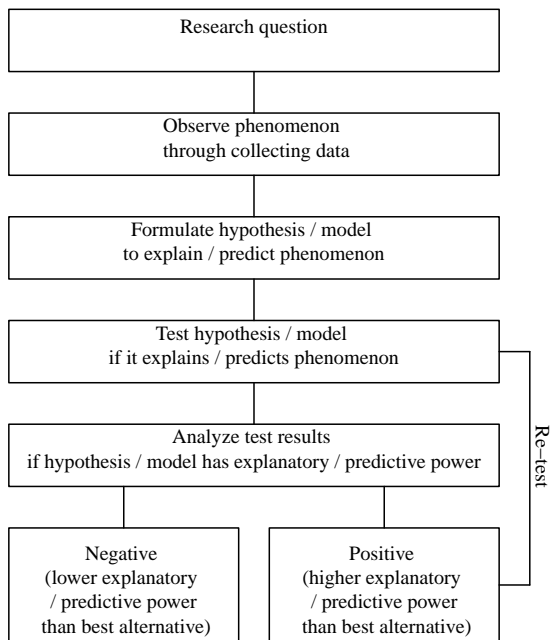 Research question
Observe phenomenon
through collecting data
Formulate hypothesis / model
to explain / predict phenomenon
Test hypothesis / model
if it explains / predicts phenomenon
Analyze test results
if hypothesis / model has explanatory / predictive power
Re−test
Negative
(lower explanatory
/ predictive power
than best alternative)
Positive
(higher explanatory
/ predictive power
than best alternative)